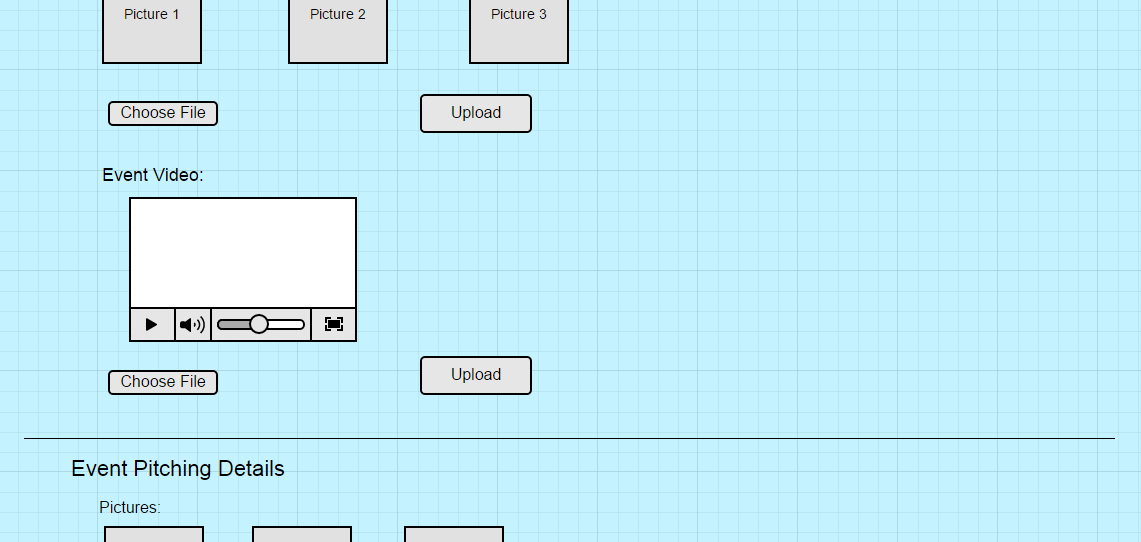 Picture 1 Picture 2 Picture 3
Choose File Upload
Event Video:
Choose File Upload
Event Pitching Details
Pictures: